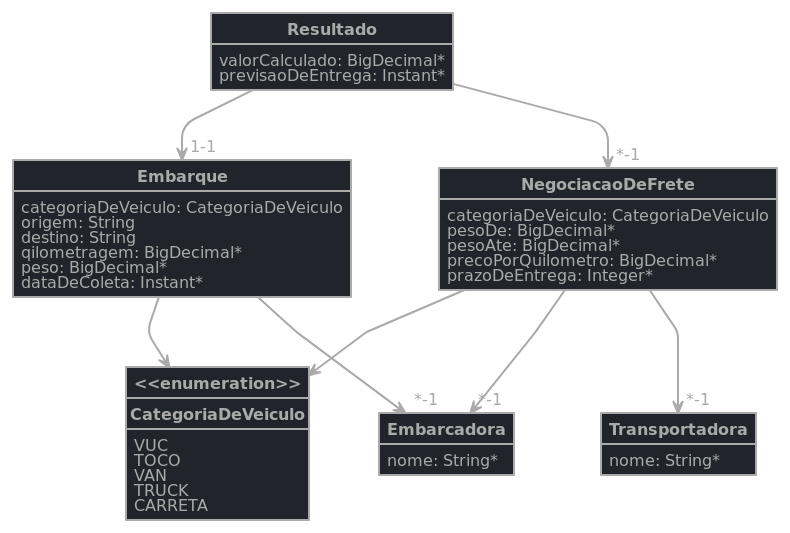 Resultado
valorCalculado: BigDecimal*
previsaoDeEntrega: Instant*
1-1
*-1
Embarque
categoriaDeVeiculo: CategoriaDeVeiculo
origem: String
destino: String
qilometragem: BigDecimal*
peso: BigDecimal*
dataDeColeta: Instant*
NegociacaoDeFrete
categoriaDeVeiculo: CategoriaDeVeiculo
pesoDe: BigDecimal*
pesoAte: BigDecimal*
precoPorQuilometro: BigDecimal*
prazoDeEntrega: Integer*
<<enumeration>>
CategoriaDeVeiculo
VUC
TOCO
VAN
TRUCK
CARRETA
*-1
*-1
Embarcadora
nome: String*
*-1
Transportadora
nome: String*